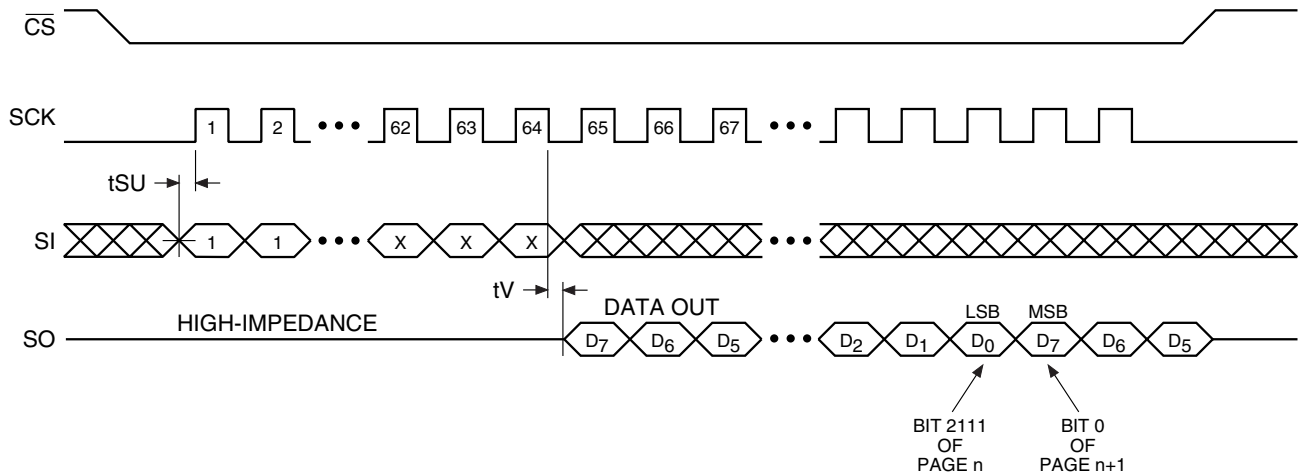 CS
SCK 1 2 ••• 62 63 64 65 66 67 •••
tSU
SI 1 1 ••• X X X •••
tV
DATA OUT
LSB MSB
HIGH-IMPEDANCE
SO D7 D6 D5 ••• D2 D1 D0 D7 D6 D5
BIT 2111
OF
PAGE n
BIT 0
OF
PAGE n+1